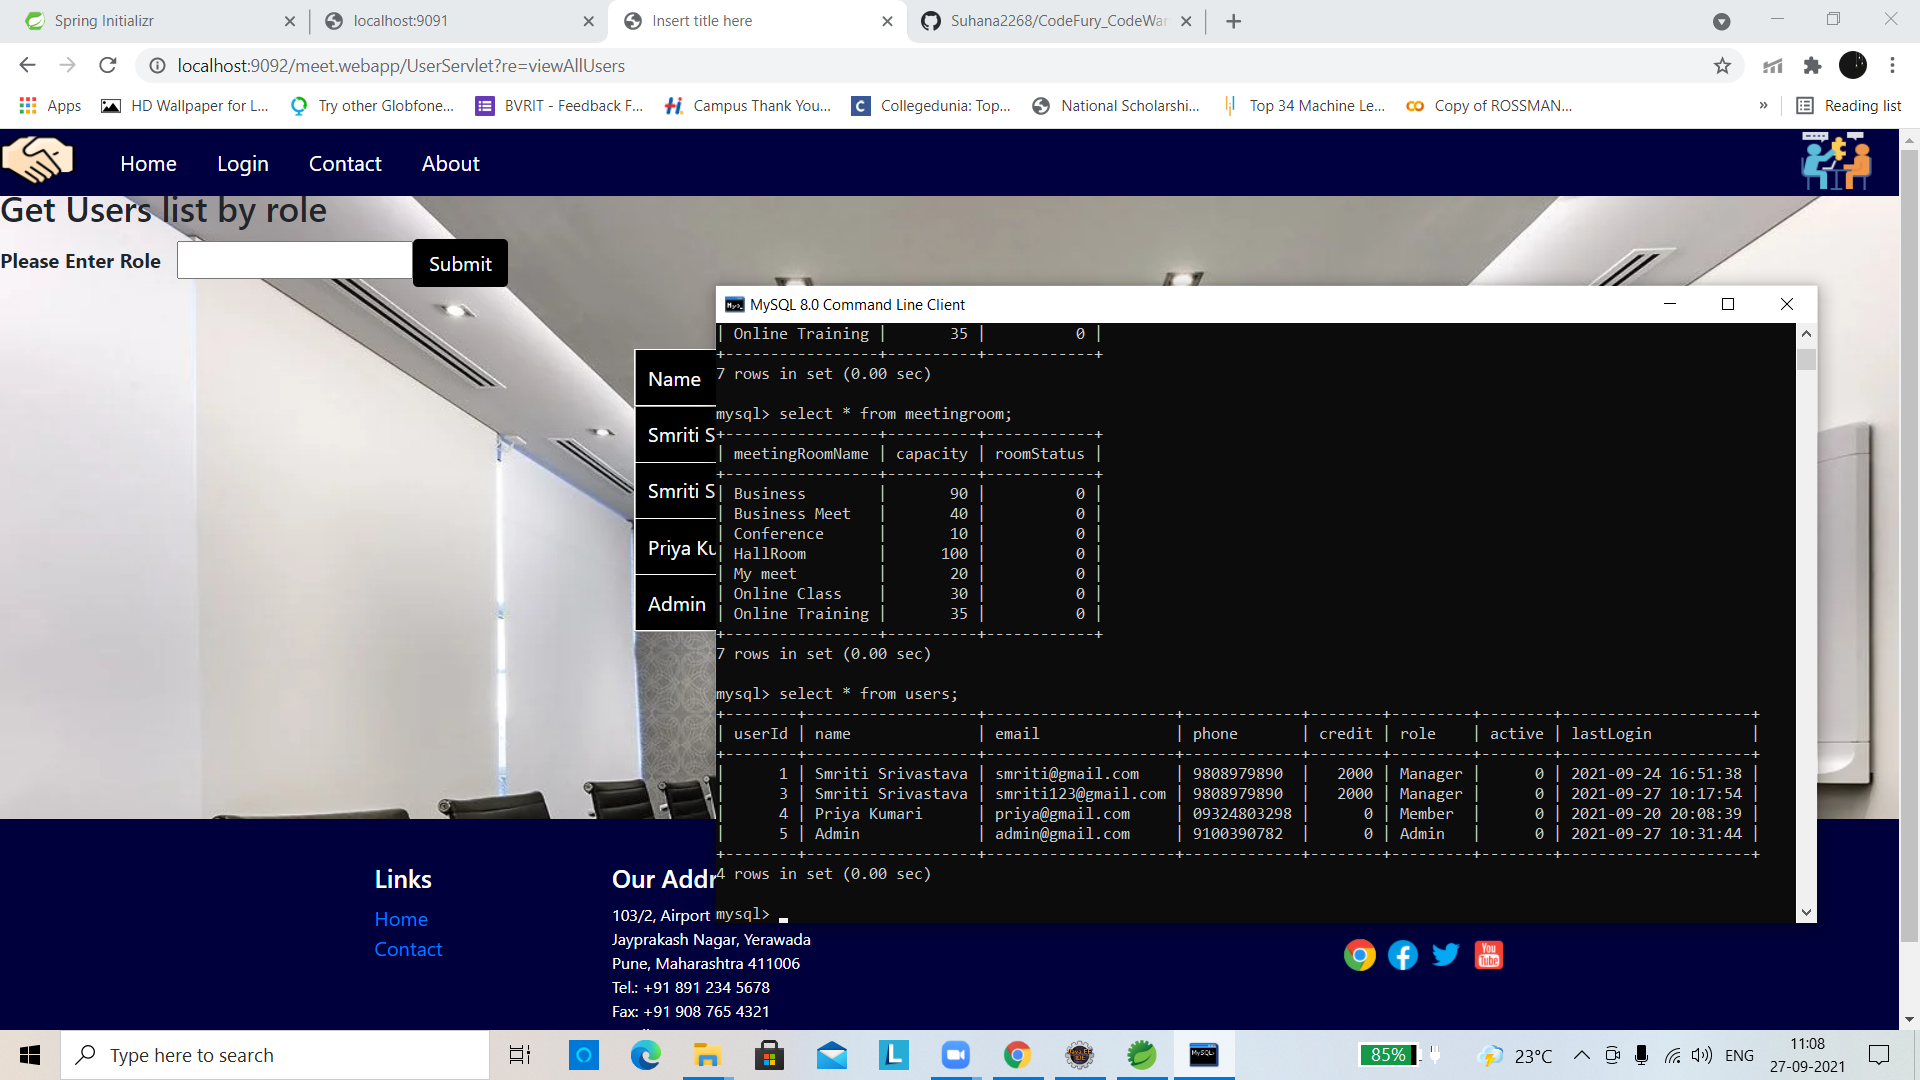 Spring Initializr
localhost:9091
Insert title here
Suhana2268/CodeFury_CodeWar
localhost:9092/meet.webapp/UserServlet?re=viewAllUsers
Apps
HD Wallpaper for L...
Try other Globfone...
BVRIT - Feedback F...
Campus Thank You...
Collegedunia: Top...
National Scholarshi...
Top 34 Machine Le...
Copy of ROSSMAN...
»
Reading list
Home Login Contact About
Get Users list by role
Please Enter Role
Submit
Name
Smriti S
Smriti S
Priya Ku
Admin
MySQL 8.0 Command Line Client
| Online Training |       35 |          0 |
+-----------------+----------+------------+
7 rows in set (0.00 sec)
mysql> select * from meetingroom;
+-----------------+----------+------------+
| meetingRoomName | capacity | roomStatus |
+-----------------+----------+------------+
| Business        |       90 |          0 |
| Business Meet   |       40 |          0 |
| Conference      |       10 |          0 |
| HallRoom        |      100 |          0 |
| My meet         |       20 |          0 |
| Online Class    |       30 |          0 |
| Online Training |       35 |          0 |
+-----------------+----------+------------+
7 rows in set (0.00 sec)
mysql> select * from users;
+--------+-------------------+---------------------+-------------+--------+---------+--------+---------------------+
| userId | name              | email               | phone       | credit | role    | active | lastLogin           |
+--------+-------------------+---------------------+-------------+--------+---------+--------+---------------------+
|      1 | Smriti Srivastava | smriti@gmail.com    | 9808979890  |   2000 | Manager |      0 | 2021-09-24 16:51:38 |
|      3 | Smriti Srivastava | smriti123@gmail.com | 9808979890  |   2000 | Manager |      0 | 2021-09-27 10:17:54 |
|      4 | Priya Kumari      | priya@gmail.com     | 09324803298 |      0 | Member  |      0 | 2021-09-20 20:08:39 |
|      5 | Admin             | admin@gmail.com     | 9100390782  |      0 | Admin   |      0 | 2021-09-27 10:31:44 |
+--------+-------------------+---------------------+-------------+--------+---------+--------+---------------------+
4 rows in set (0.00 sec)
mysql>
Links
Home
Contact
Our Addr
103/2, Airport
Jayprakash Nagar, Yerawada
Pune, Maharashtra 411006
Tel.: +91 891 234 5678
Fax: +91 908 765 4321
You
Tube
Type here to search
85%
23°C
ENG
11:08
27-09-2021